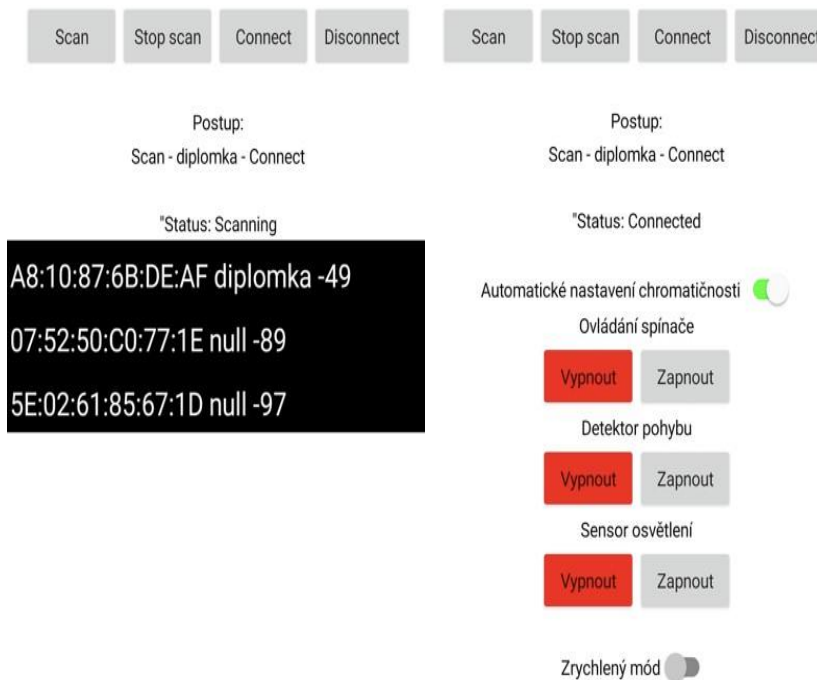 Scan Stop scan Connect Disconnect
Postup:
Scan - diplomka - Connect
"Status: Scanning
A8:10:87:6B:DE:AF diplomka -49
07:52:50:C0:77:1E null -89
5E:02:61:85:67:1D null -97
Scan Stop scan Connect Disconnect
Postup:
Scan - diplomka - Connect
"Status: Connected
Automatické nastavení chromatičnosti
Ovládání spínače
Vypnout Zapnout
Detektor pohybu
Vypnout Zapnout
Sensor osvětlení
Vypnout Zapnout
Zrychlený mód